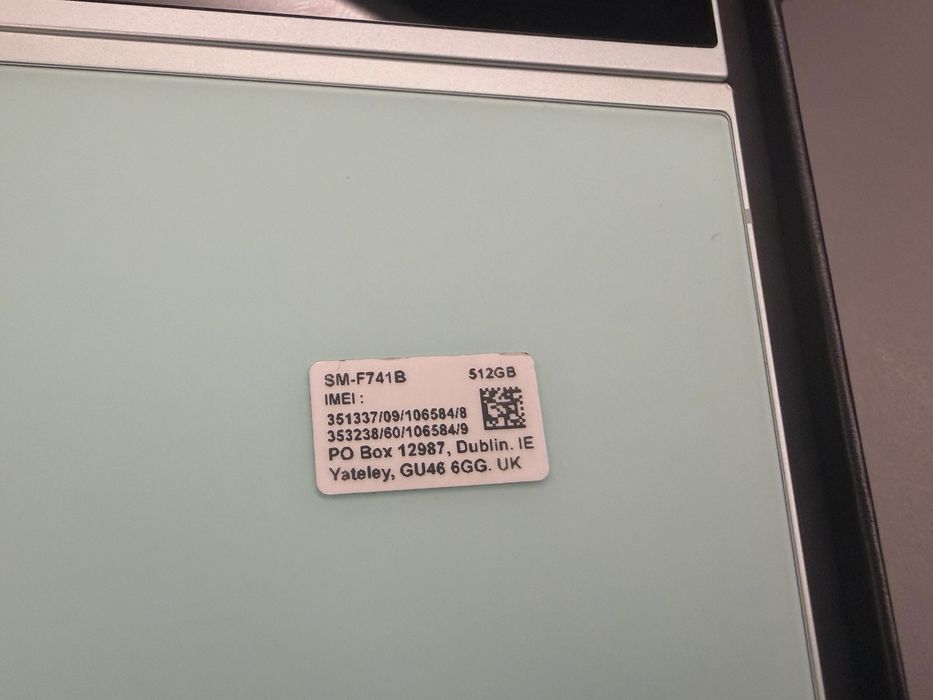 SM-F741B 512GB
IMEI :
351337/09/106584/8
353238/60/106584/9
PO Box 12987, Dublin. IE
Yateley, GU46 6GG. UK